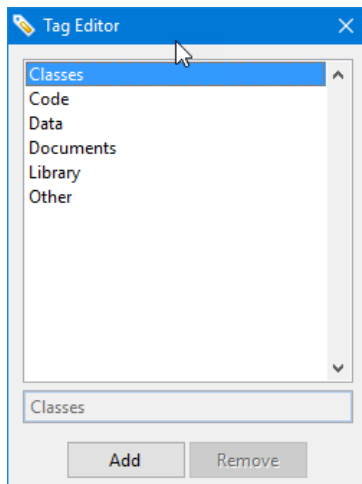 Tag Editor
Classes
Code
Data
Documents
Library
Other
Classes
Add Remove